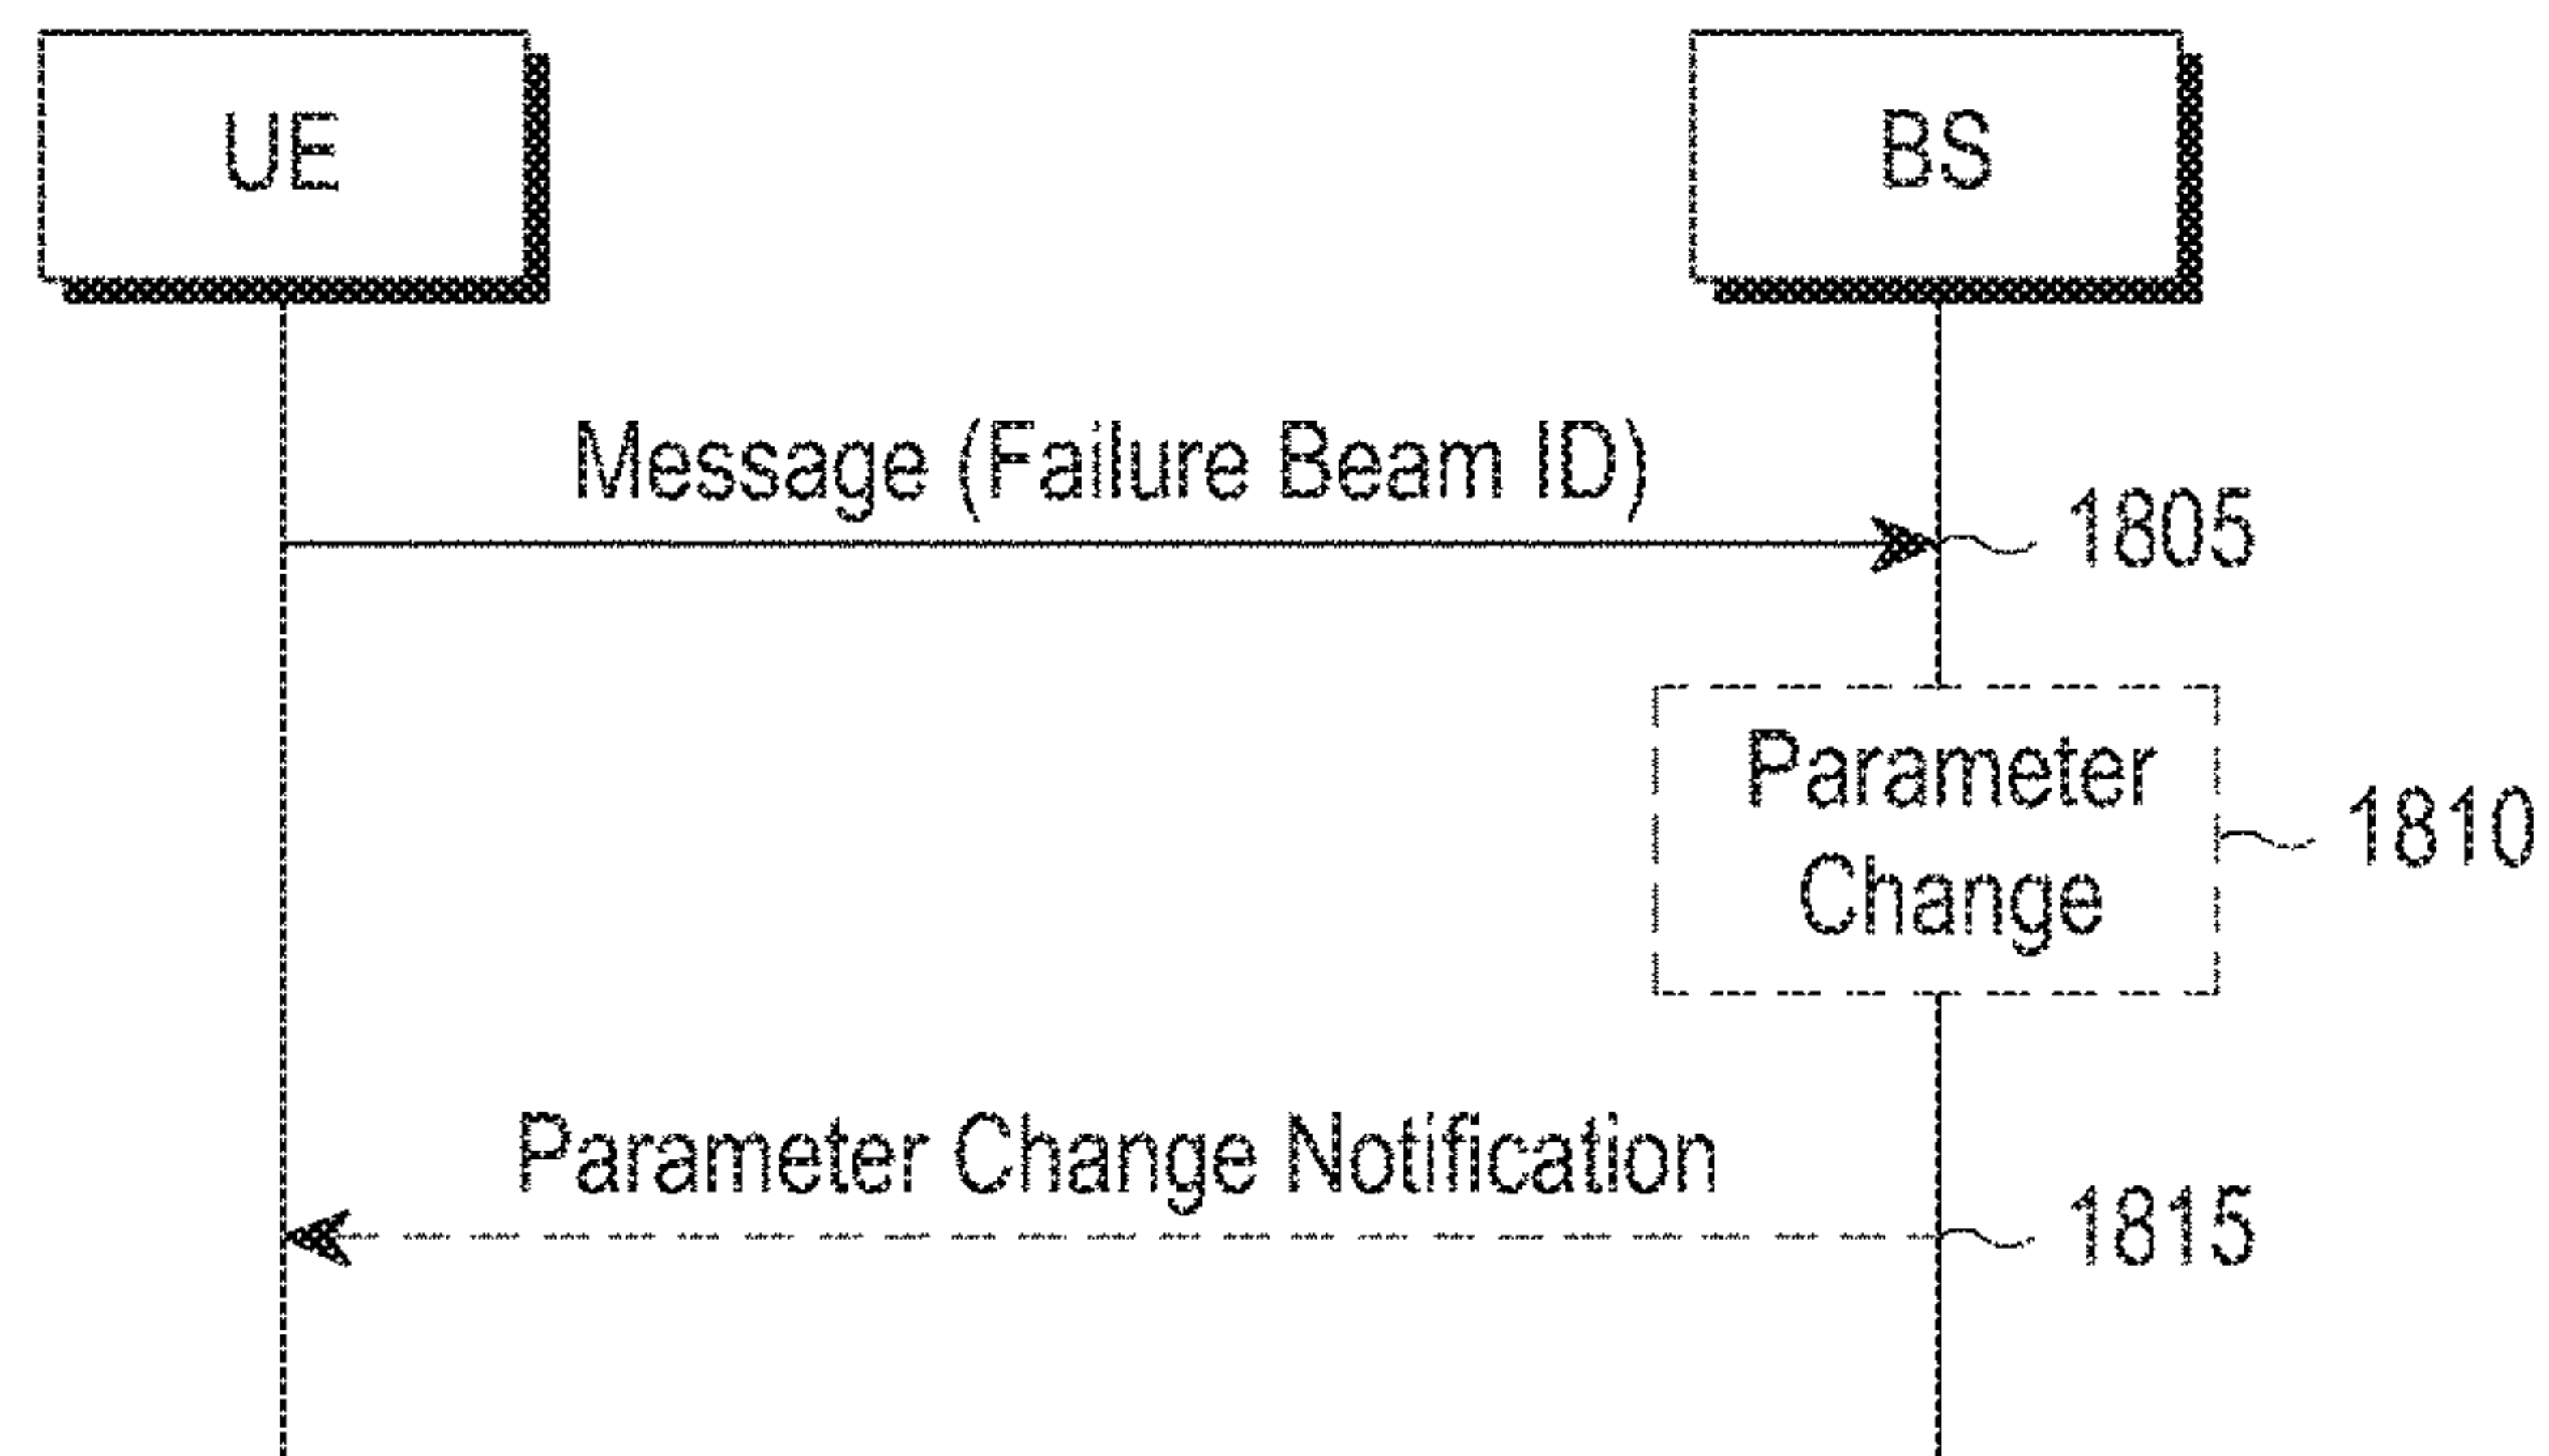 UE
BS
Message (Failure Beam ID)
1805
Parameter
Change
1810
Parameter Change Notification
1815